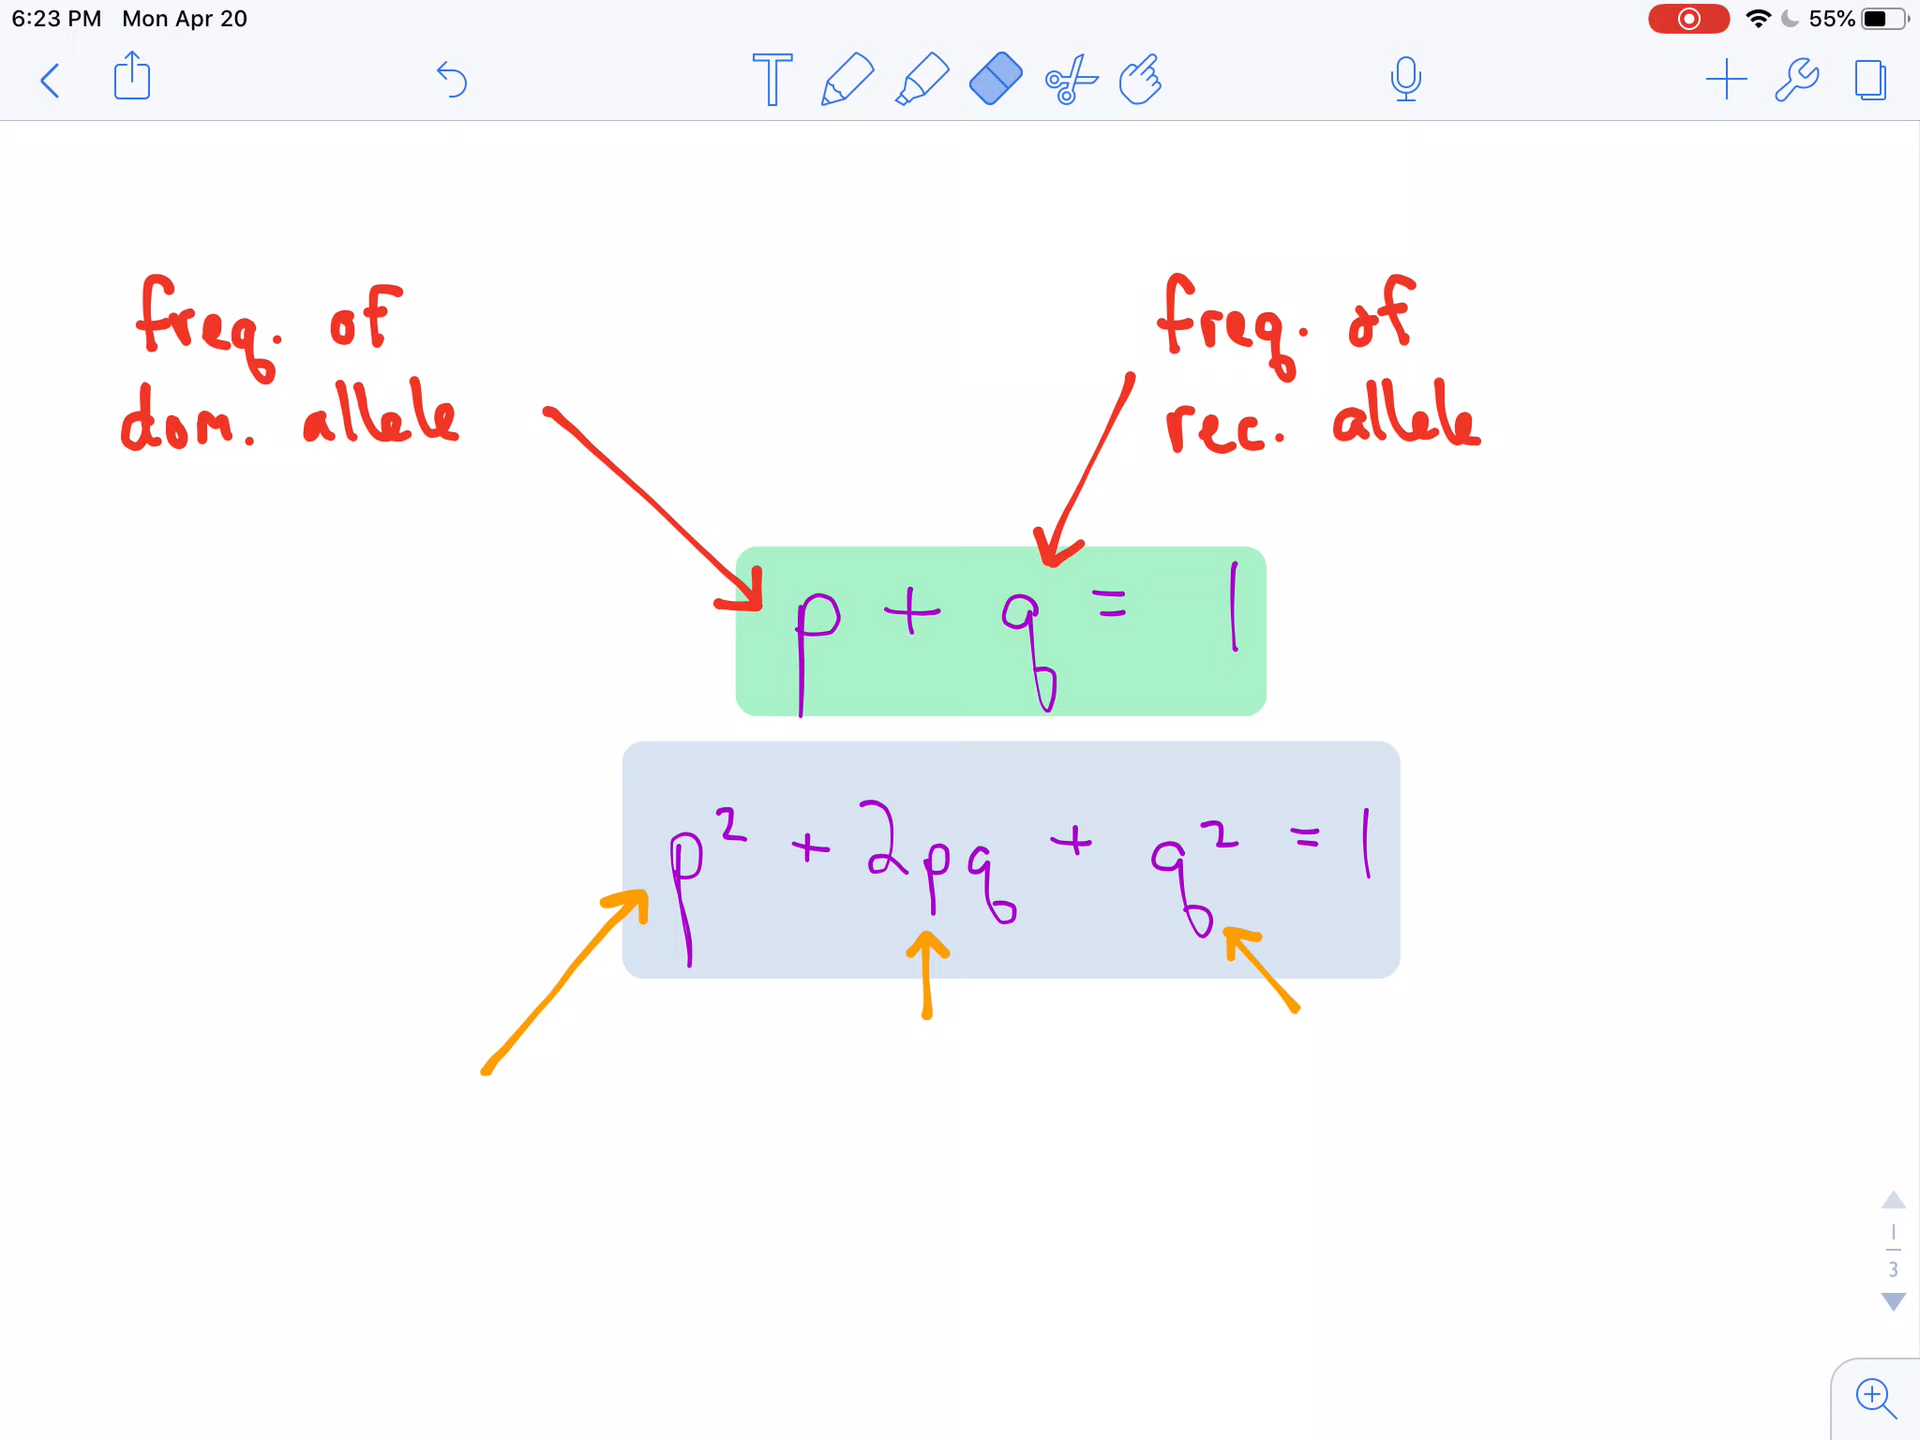 6:23 PM Mon Apr 20
55%
T
freq. of
dom. allele
freq. of
rec. allele
p + q = 1
p² + 2pq + q² = 1
1
3